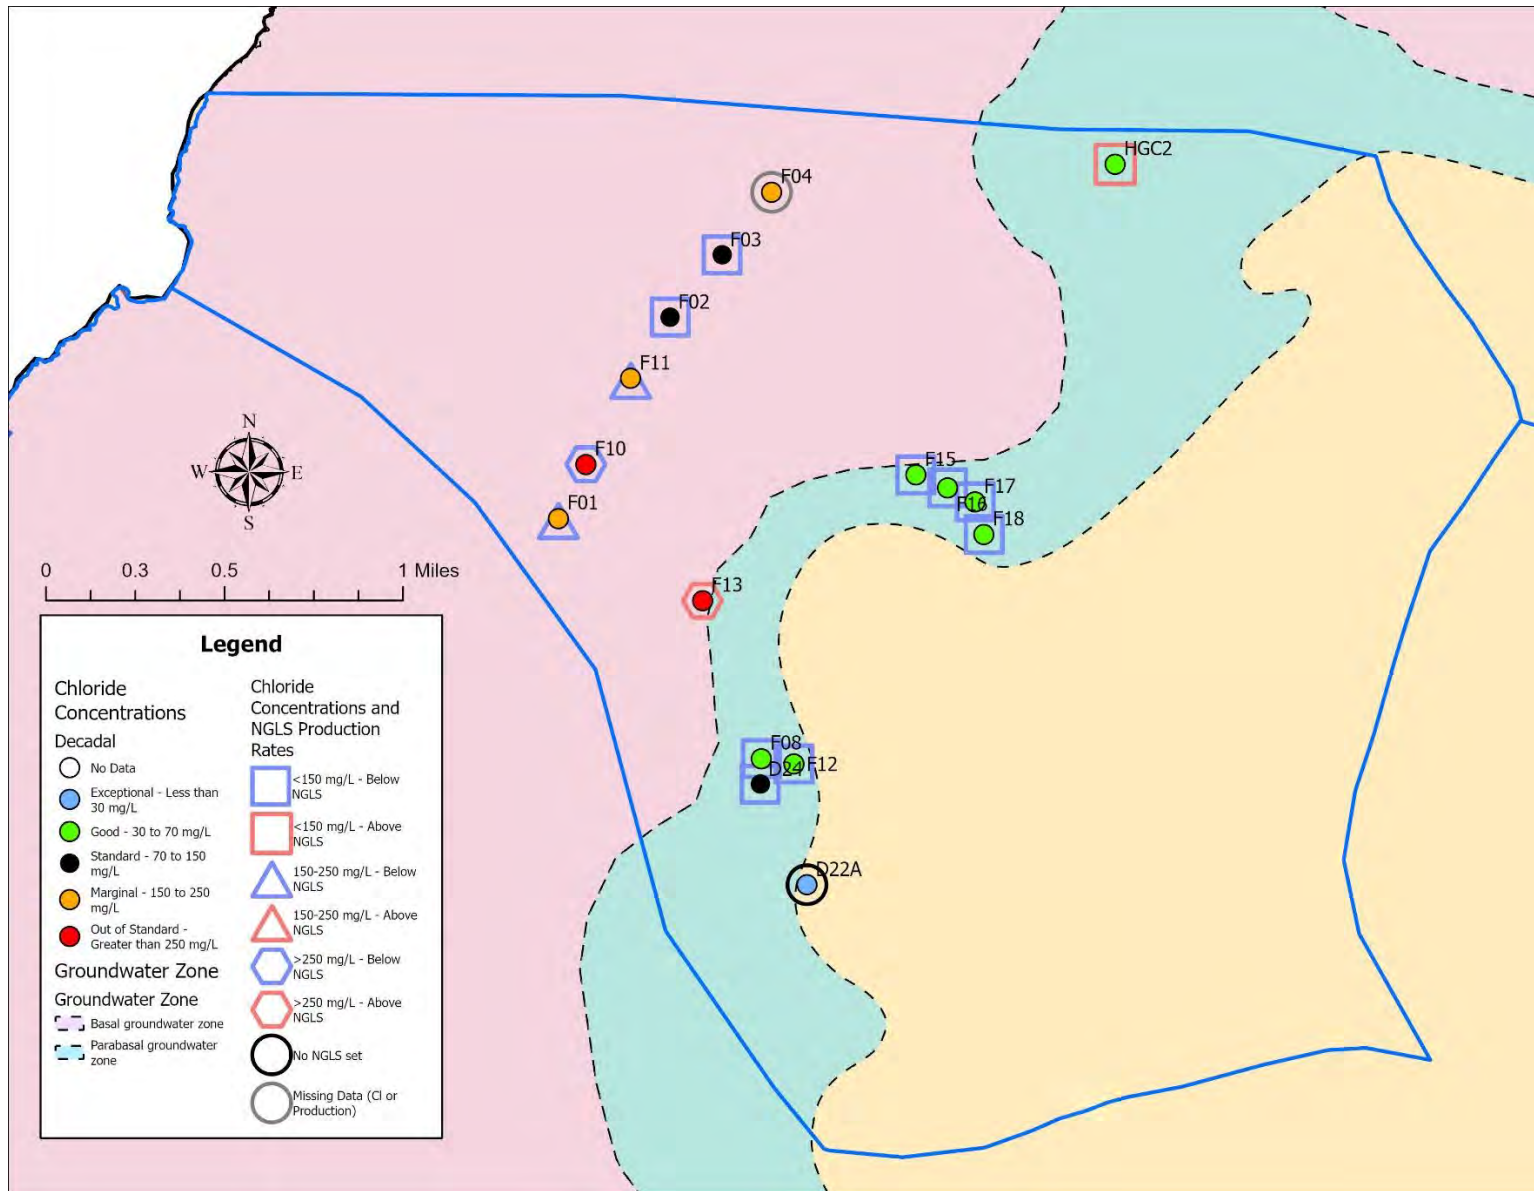 HGC2
F04
F03
F02
F11
N
W E
S
F10
F01
F15
F17
F16
F18
0 0.3 0.5 1 Miles
F13
F08
D24
F12
D22A
Legend
Chloride
Concentrations
Decadal
No Data
Exceptional - Less than
30 mg/L
Good - 30 to 70 mg/L
Standard - 70 to 150
mg/L
Marginal - 150 to 250
mg/L
Out of Standard -
Greater than 250 mg/L
Groundwater Zone
Groundwater Zone
Basal groundwater zone
Parabasal groundwater
zone
Chloride
Concentrations and
NGLS Production
Rates
<150 mg/L - Below
NGLS
<150 mg/L - Above
NGLS
150-250 mg/L - Below
NGLS
150-250 mg/L - Above
NGLS
>250 mg/L - Below
NGLS
>250 mg/L - Above
NGLS
No NGLS set
Missing Data (Cl or
Production)